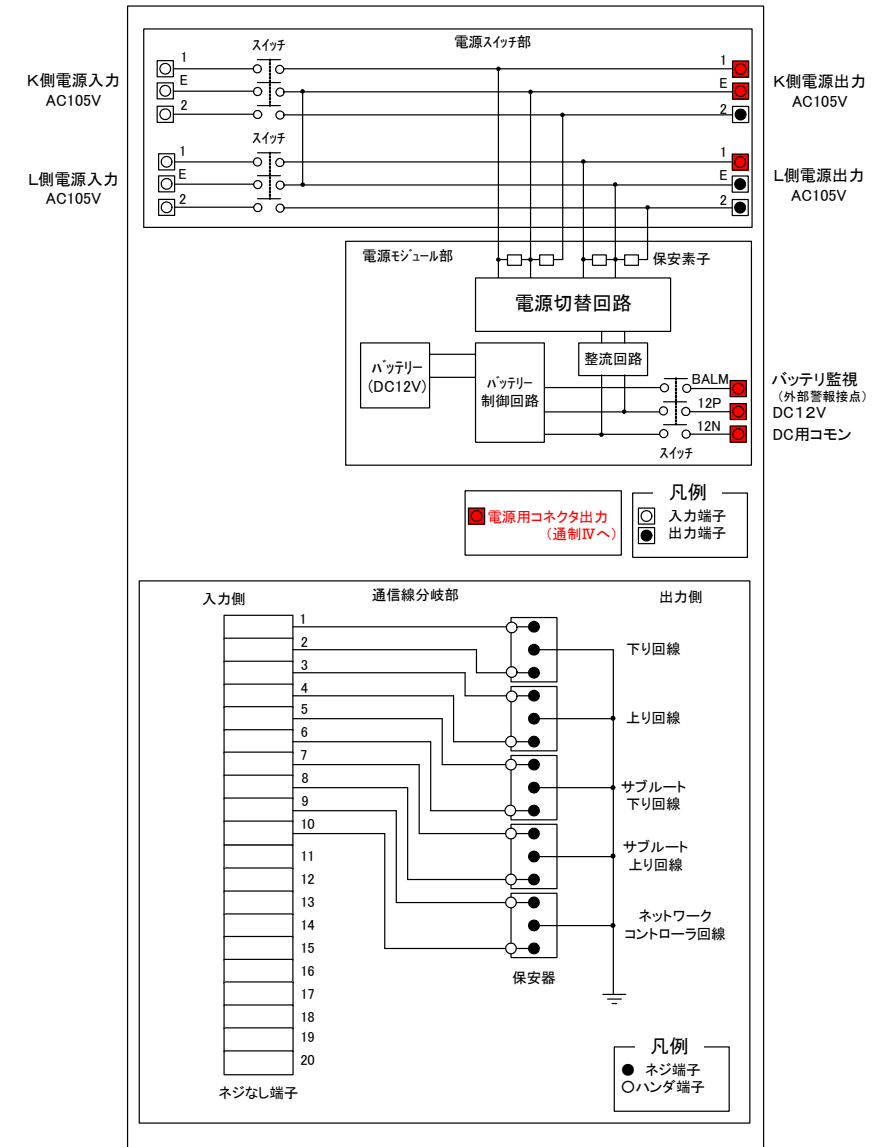 電源スイッチ部
スイッチ
K側電源入力
AC105V
1
E
2
1
E
2
K側電源出力
AC105V
スイッチ
L側電源入力
AC105V
1
E
2
1
E
2
L側電源出力
AC105V
電源モジュール部
保安素子
電源切替回路
バッテリー
(DC12V)
バッテリー
制御回路
整流回路
BALM
12P
12N
スイッチ
バッテリ監視
(外部警報接点)
DC12V
DC用コモン
電源用コネクタ出力
(通制Ⅳへ)
凡例
入力端子
出力端子
入力側
通信線分岐部
出力側
1
2
3
4
5
6
7
8
9
10
11
12
13
14
15
16
17
18
19
20
ネジなし端子
下り回線
上り回線
サブルート
下り回線
サブルート
上り回線
ネットワーク
コントローラ回線
保安器
凡例
ネジ端子
ハンダ端子